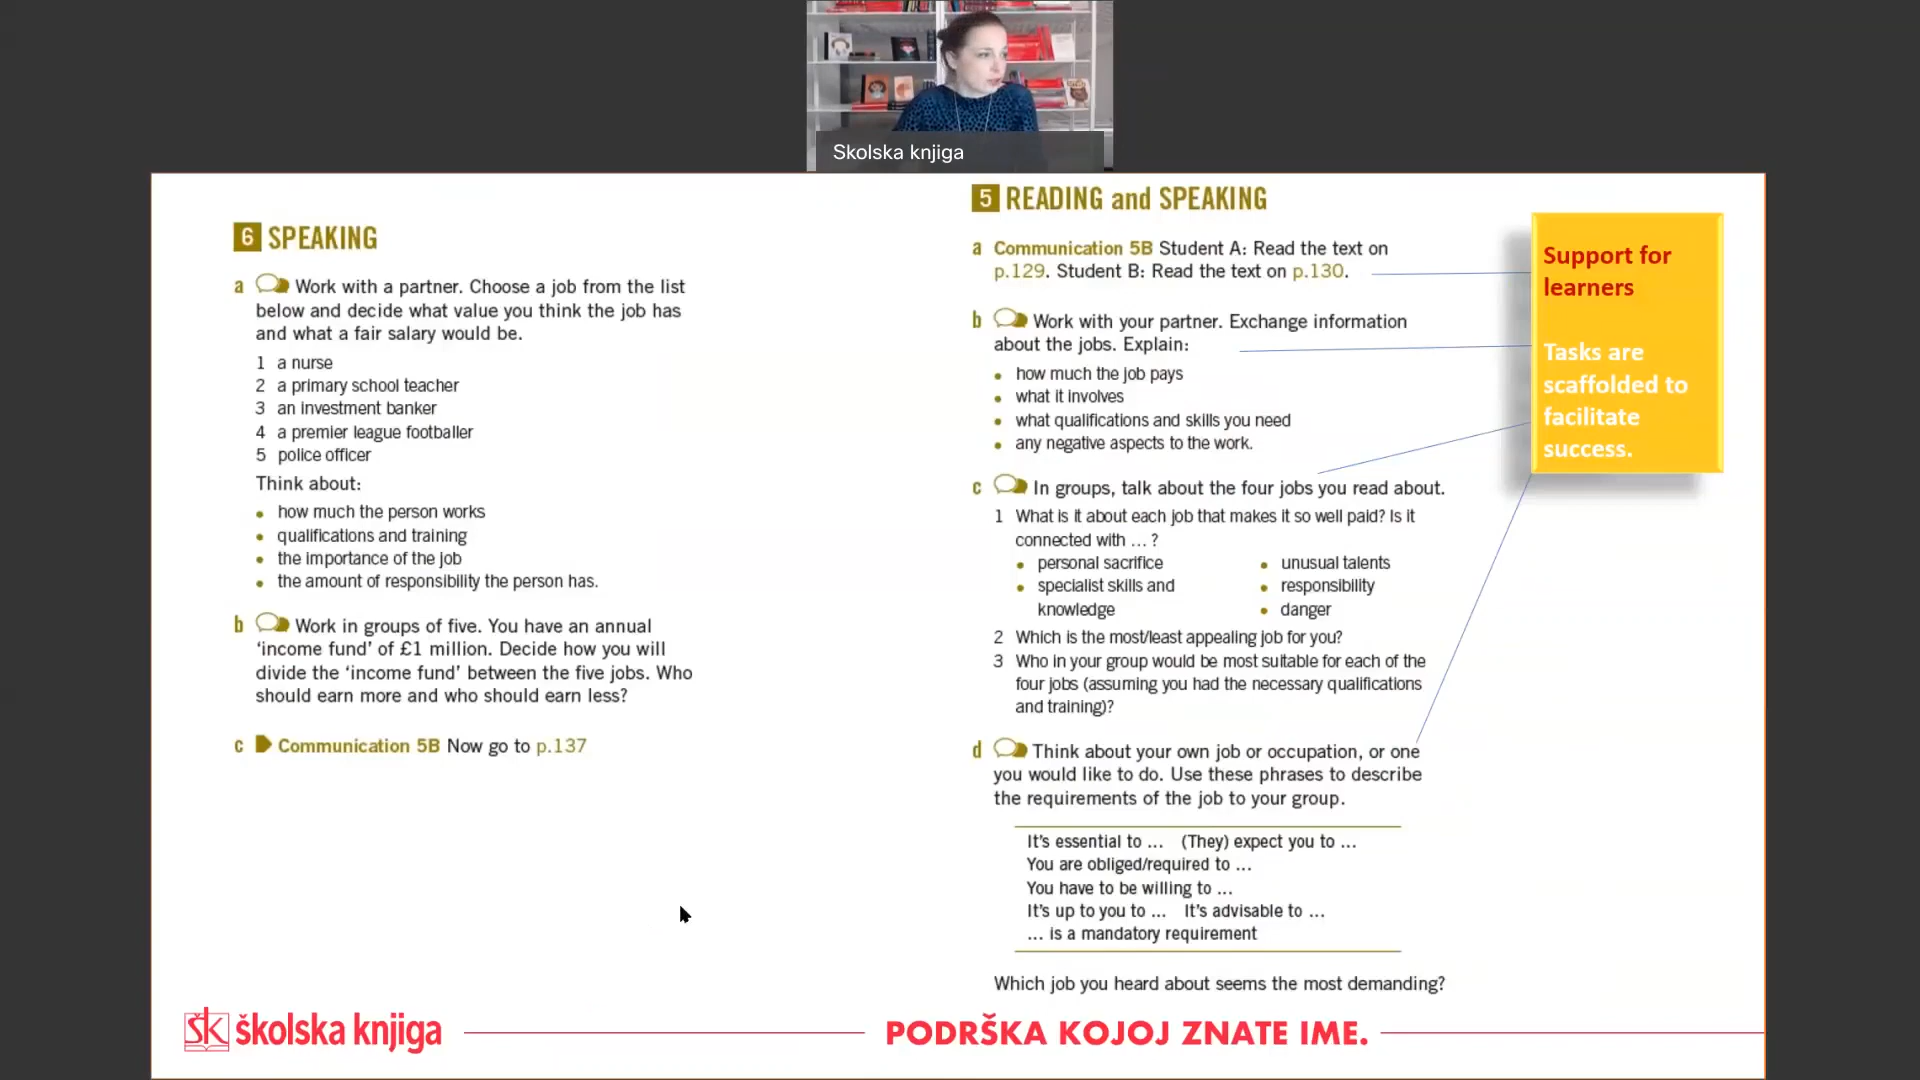 Skolska knjiga
6 SPEAKING
a Work with a partner. Choose a job from the list
below and decide what value you think the job has
and what a fair salary would be.
1 a nurse
2 a primary school teacher
3 an investment banker
4 a premier league footballer
5 police officer
Think about:
• how much the person works
• qualifications and training
• the importance of the job
• the amount of responsibility the person has.
b Work in groups of five. You have an annual
‘income fund’ of £1 million. Decide how you will
divide the ‘income fund’ between the five jobs. Who
should earn more and who should earn less?
c Communication 5B Now go to p.137
5 READING and SPEAKING
a Communication 5B Student A: Read the text on
p.129. Student B: Read the text on p.130.
b Work with your partner. Exchange information
about the jobs. Explain:
• how much the job pays
• what it involves
• what qualifications and skills you need
• any negative aspects to the work.
c In groups, talk about the four jobs you read about.
1 What is it about each job that makes it so well paid? Is it
connected with … ?
• personal sacrifice
• specialist skills and
knowledge
• unusual talents
• responsibility
• danger
2 Which is the most/least appealing job for you?
3 Who in your group would be most suitable for each of the
four jobs (assuming you had the necessary qualifications
and training)?
d Think about your own job or occupation, or one
you would like to do. Use these phrases to describe
the requirements of the job to your group.
It’s essential to … (They) expect you to …
You are obliged/required to …
You have to be willing to …
It’s up to you to … It’s advisable to …
… is a mandatory requirement
Which job you heard about seems the most demanding?
Support for
learners
Tasks are
scaffolded to
facilitate
success.
ŠK školska knjiga
PODRŠKA KOJOJ ZNATE IME.